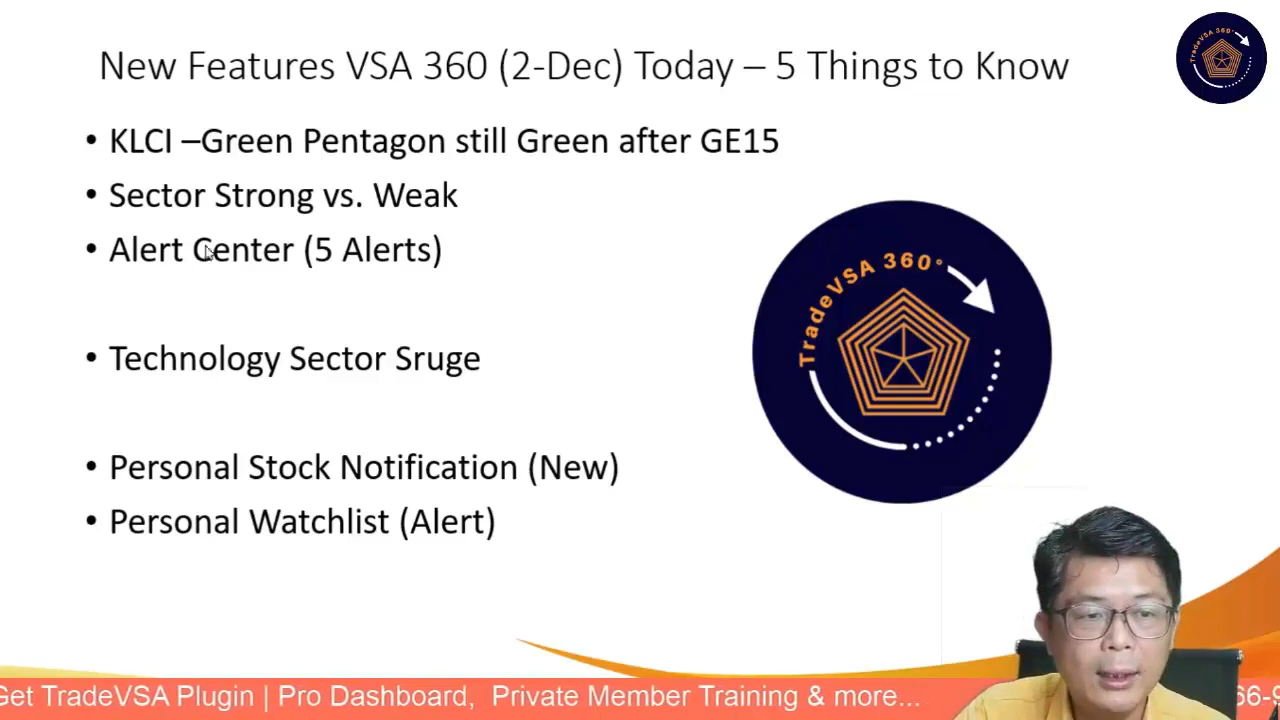 New Features VSA 360 (2-Dec) Today – 5 Things to Know
TradeVSA 360°
• KLCI –Green Pentagon still Green after GE15
• Sector Strong vs. Weak
• Alert Center (5 Alerts)
TradeVSA 360°
• Technology Sector Sruge
• Personal Stock Notification (New)
• Personal Watchlist (Alert)
Get TradeVSA Plugin | Pro Dashboard, Private Member Training & more...